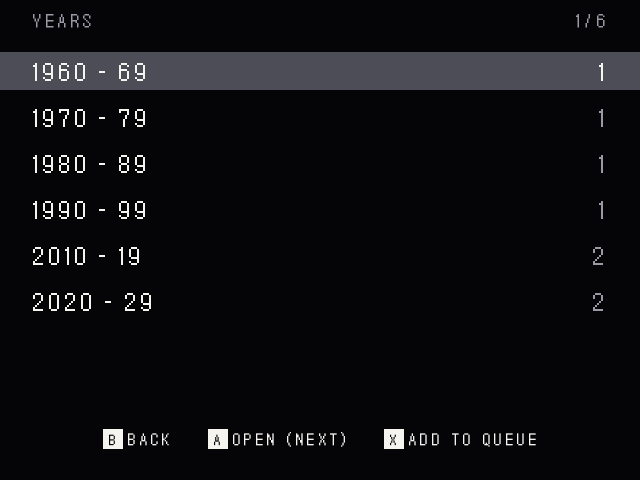 YEARS 1/6
1960 - 69 1
1970 - 79 1
1980 - 89 1
1990 - 99 1
2010 - 19 2
2020 - 29 2
B BACK A OPEN (NEXT) X ADD TO QUEUE